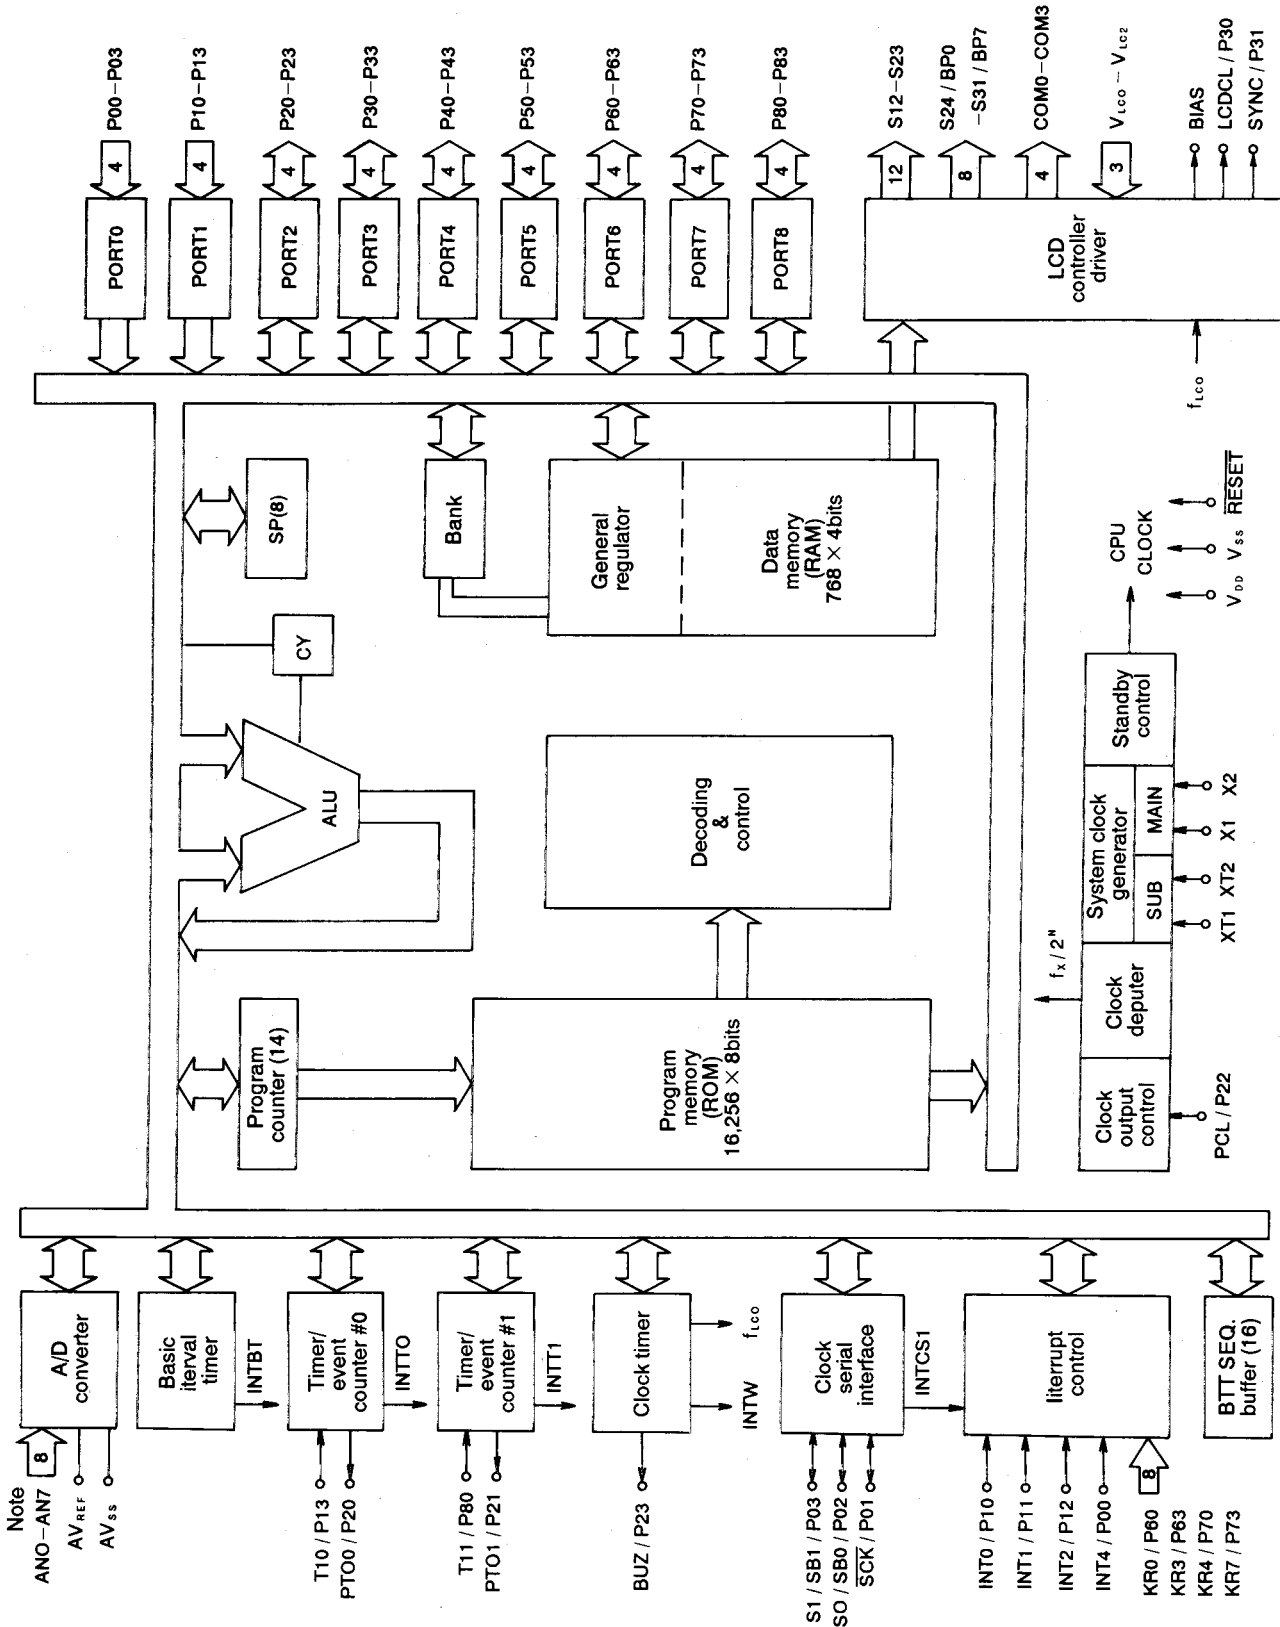 Note
ANO-AN7
8
AVREF
AVSS
A/D
converter
Basic
iterval
timer
INTBT
T10 / P13
PTO0 / P20
Timer/
event
counter #0
INTTO
T11 / P80
PTO1 / P21
Timer/
event
counter #1
INTT1
BUZ / P23
Clock timer
INTW
fLCO
S1 / SB1 / P03
SO / SB0 / P02
SCK / P01
Clock
serial
interface
INTCS1
INT0 / P10
INT1 / P11
INT2 / P12
INT4 / P00
KR0 / P60
KR3 / P63
KR4 / P70
KR7 / P73
8
Iiterrupt
control
BTT SEQ.
buffer (16)
Program
counter (14)
ALU
CY
SP(8)
Program
memory
(ROM)
16,256 × 8bits
Decoding
&
control
Bank
General
regulator
Data
memory
(RAM)
768 × 4bits
Clock
output
control
PCL / P22
Clock
deputer
fX / 2N
System clock
generator
SUB
MAIN
XT1
XT2
X1
X2
Standby
control
CPU
CLOCK
VDD
VSS
RESET
PORT0
4
P00-P03
PORT1
4
P10-P13
PORT2
4
P20-P23
PORT3
4
P30-P33
PORT4
4
P40-P43
PORT5
4
P50-P53
PORT6
4
P60-P63
PORT7
4
P70-P73
PORT8
4
P80-P83
LCD
controller
driver
fLCO
12
S12-S23
8
S24 / BP0
-S31 / BP7
4
COM0-COM3
3
VLCO - VLC2
BIAS
LCDCL / P30
SYNC / P31